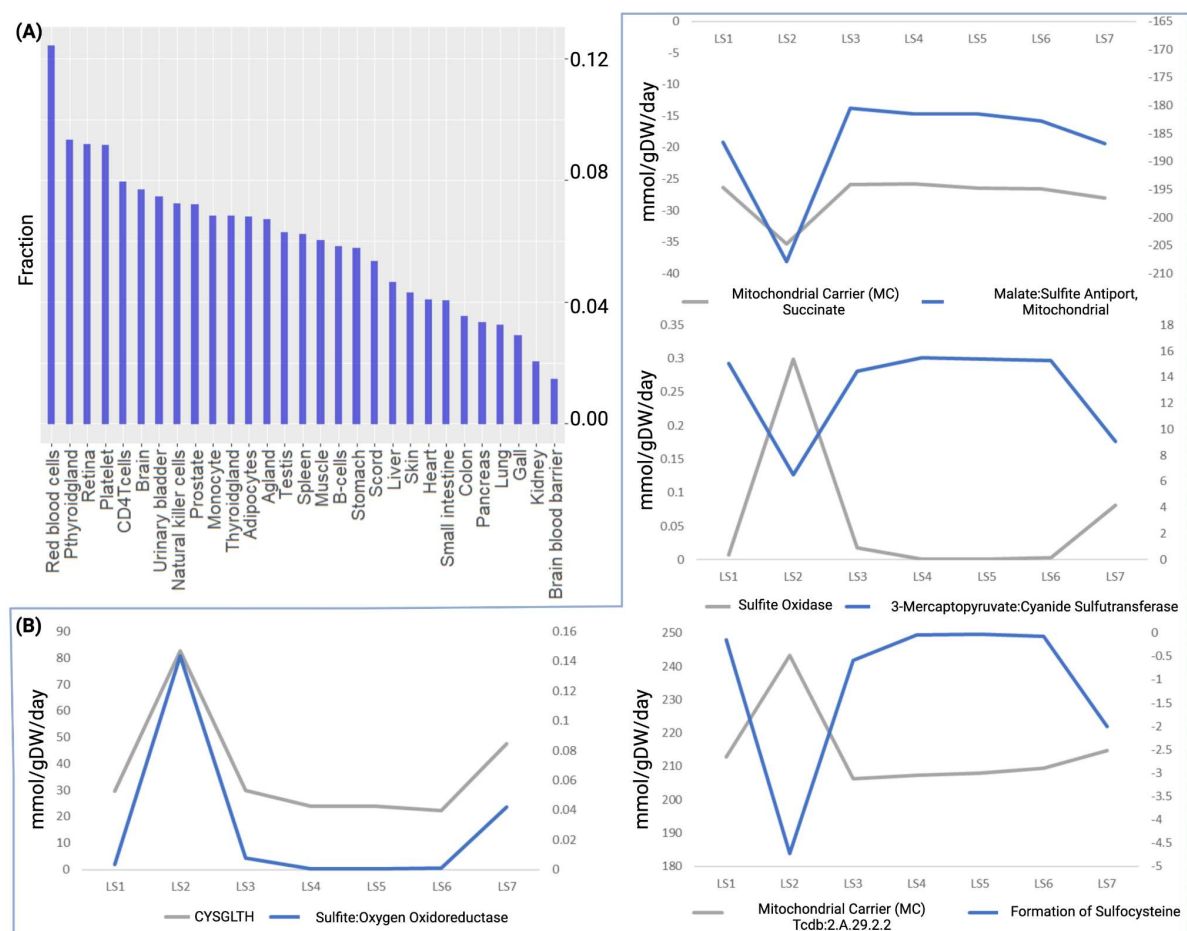 (A)
0.12
0.08
0.04
0.00
Fraction
Red blood cells
Pthyroidgland
Retina
Platelet
CD4Tcells
Brain
Urinary bladder
Natural killer cells
Prostate
Monocyte
Thyroidgland
Adipocytes
Agland
Testis
Spleen
Muscle
B-cells
Stomach
Scord
Liver
Skin
Heart
Small intestine
Colon
Pancreas
Lung
Gall
Kidney
Brain blood barrier
0
-5
-10
-15
-20
-25
-30
-35
-40
mmol/gDW/day
LS1 LS2 LS3 LS4 LS5 LS6 LS7
-165
-170
-175
-180
-185
-190
-195
-200
-205
-210
Mitochondrial Carrier (MC)
Succinate
Malate:Sulfite Antiport,
Mitochondrial
0.35
0.3
0.25
0.2
0.15
0.1
0.05
0
mmol/gDW/day
18
16
14
12
10
8
6
4
2
0
LS1 LS2 LS3 LS4 LS5 LS6 LS7
Sulfite Oxidase
3-Mercaptopyruvate:Cyanide Sulfutransferase
(B)
90
80
70
60
50
40
30
20
10
0
mmol/gDW/day
0.16
0.14
0.12
0.1
0.08
0.06
0.04
0.02
0
LS1 LS2 LS3 LS4 LS5 LS6 LS7
CYSGLTH
Sulfite:Oxygen Oxidoreductase
250
240
230
220
210
200
190
180
mmol/gDW/day
0
-0.5
-1
-1.5
-2
-2.5
-3
-3.5
-4
-4.5
-5
LS1 LS2 LS3 LS4 LS5 LS6 LS7
Mitochondrial Carrier (MC)
Tcdb:2.A.29.2.2
Formation of Sulfocysteine